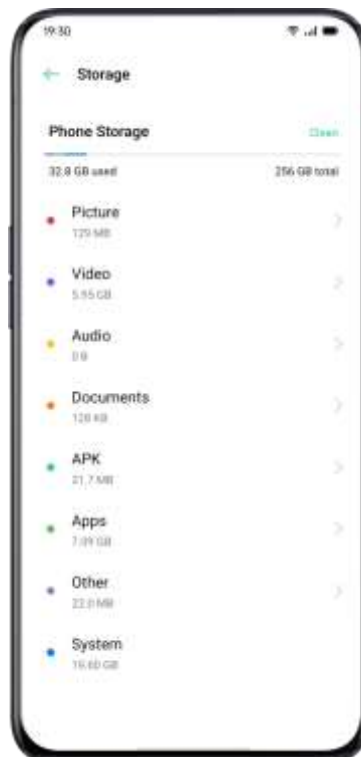 19:30
Storage
Phone Storage
Clean
32.8 GB used
256 GB total
Picture
129 MB
Video
5.95 GB
Audio
0 B
Documents
128 KB
APK
21.7 MB
Apps
7.09 GB
Other
22.0 MB
System
19.60 GB